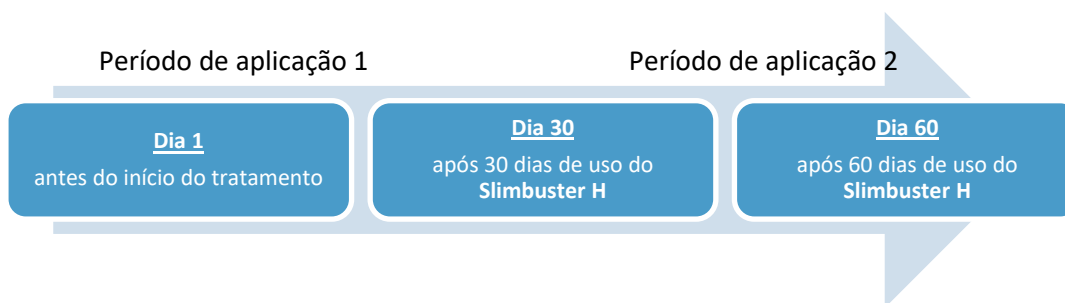 Período de aplicação 1
Período de aplicação 2
Dia 1
antes do início do tratamento
Dia 30
após 30 dias de uso do
Slimbuster H
Dia 60
após 60 dias de uso do
Slimbuster H